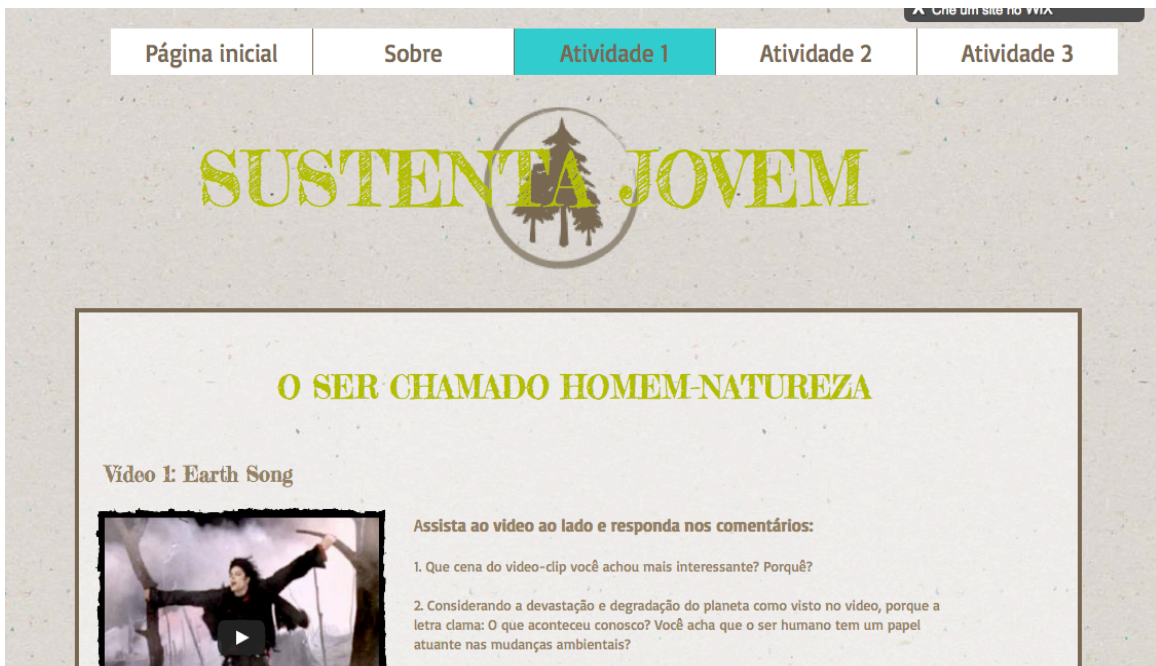 X Crie um site no WIX
Página inicial
Sobre
Atividade 1
Atividade 2
Atividade 3
SUSTENTA JOVEM
O SER CHAMADO HOMEM-NATUREZA
Vídeo 1: Earth Song
Assista ao video ao lado e responda nos comentários:
1. Que cena do video-clip você achou mais interessante? Porquê?
2. Considerando a devastação e degradação do planeta como visto no video, porque a
letra clama: O que aconteceu conosco? Você acha que o ser humano tem um papel
atuante nas mudanças ambientais?